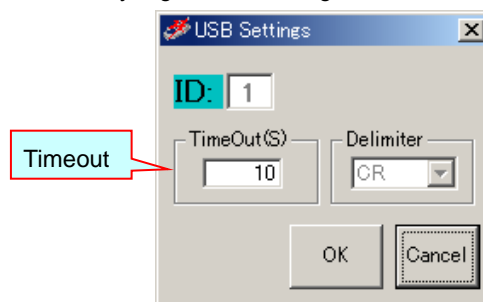 USB Settings
ID: 1
TimeOut(S)
10
Delimiter
CR
Timeout
OK
Cancel